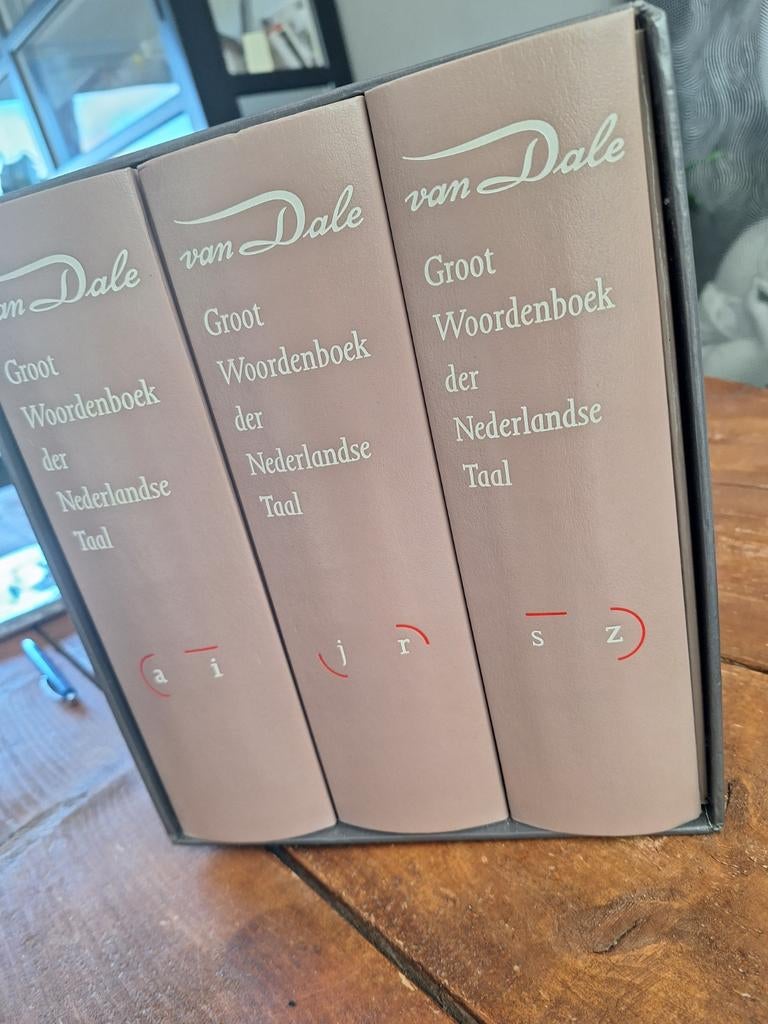 van Dale
Groot
Woordenboek
der
Nederlandse
Taal
a i
van Dale
Groot
Woordenboek
der
Nederlandse
Taal
j r
van Dale
Groot
Woordenboek
der
Nederlandse
Taal
s z